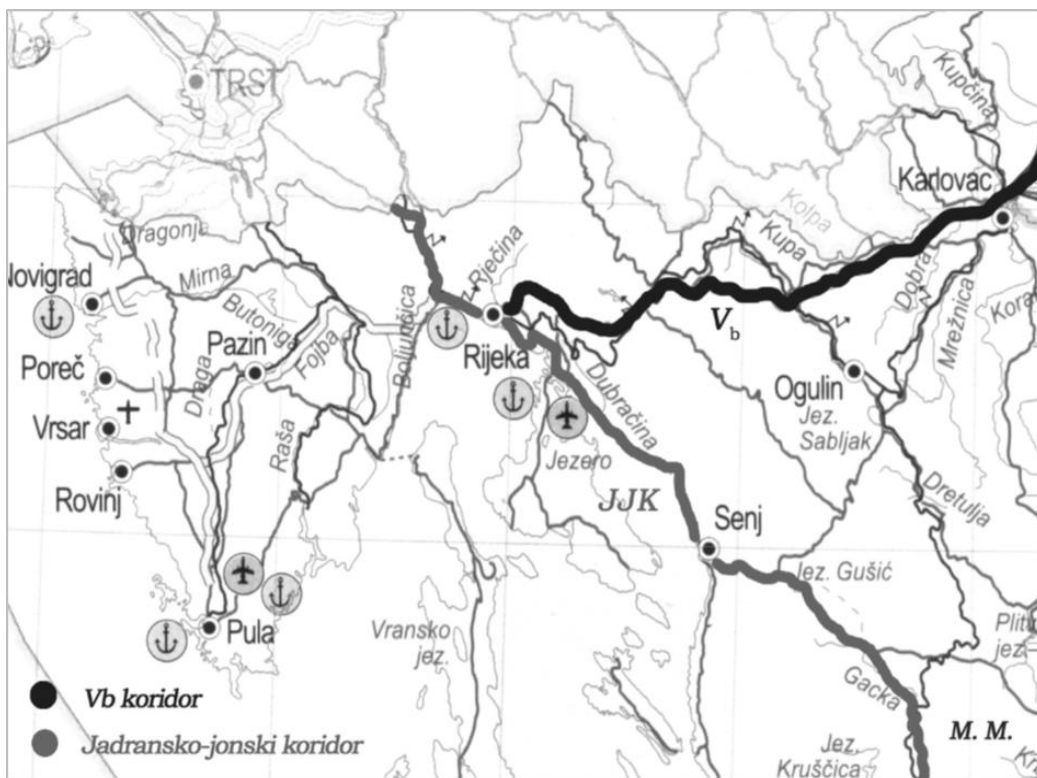 TRST
Kupčina
Karlovac
Kolpa
Kupa
Dragonja
Rječina
Novigrad
Mirna
Dobra
Mrežnica
Butoniga
Boljunčica
Vb
Pazin
Fojba
Rijeka
Poreč
Draga
Dubračina
Ogulin
Vrsar
Jez.
Sabljak
Raša
Jezero
Rovinj
JJK
Dretulja
Senj
Jez. Gušić
Pula
Vransko
jez.
Gacka
Vb koridor
M. M.
Jadransko-jonski koridor
Jez.
Kruščica